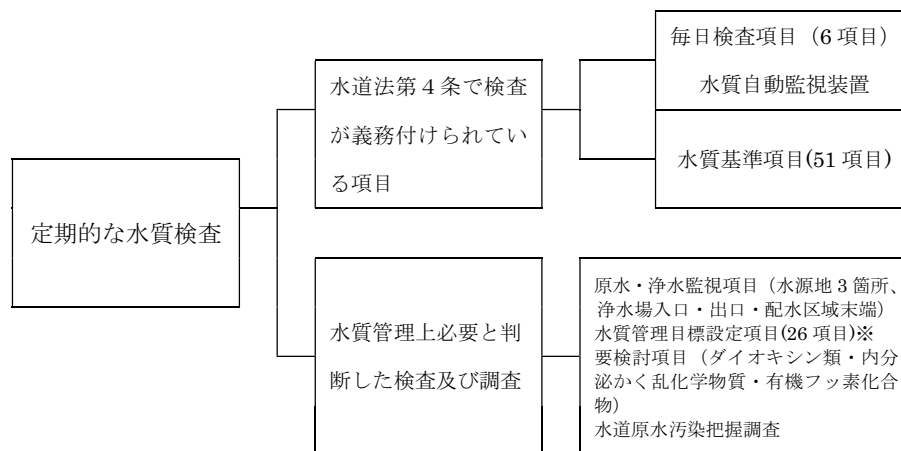 定期的な水質検査
水道法第４条で検査
が義務付けられてい
る項目
毎日検査項目（6 項目）
水質自動監視装置
水質基準項目(51 項目)
水質管理上必要と判
断した検査及び調査
原水・浄水監視項目（水源地 3 箇所、
浄水場入口・出口・配水区域末端）
水質管理目標設定項目(26 項目)※
要検討項目（ダイオキシン類・内分
泌かく乱化学物質・有機フッ素化合
物）
水道原水汚染把握調査